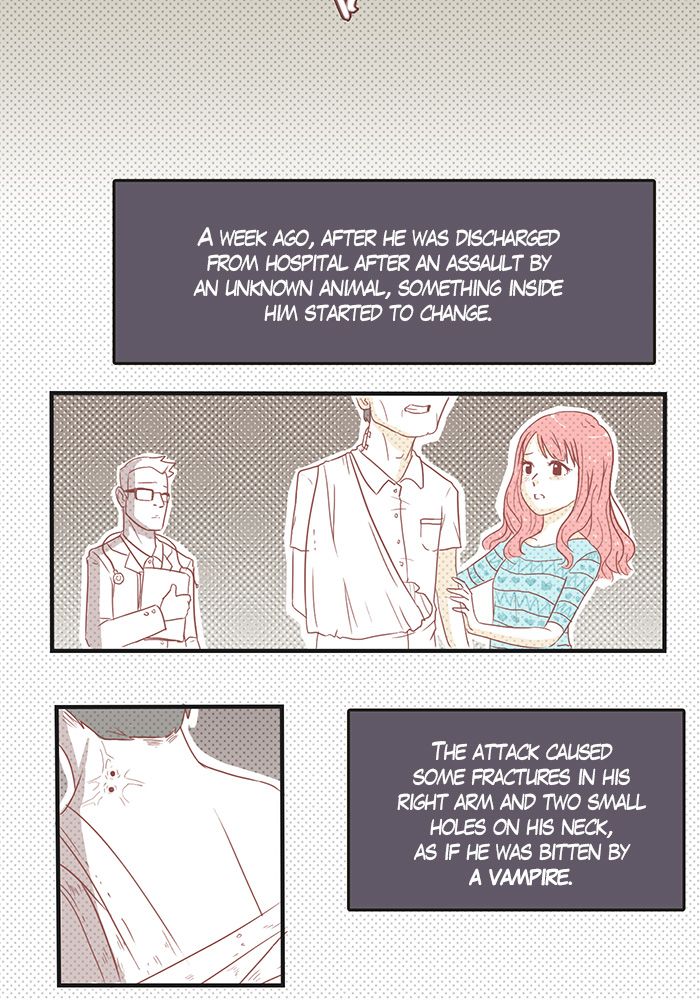 A WEEK AGO, AFTER HE WAS DISCHARGED
FROM HOSPITAL AFTER AN ASSAULT BY
AN UNKNOWN ANIMAL, SOMETHING INSIDE
HIM STARTED TO CHANGE.
THE ATTACK CAUSED
SOME FRACTURES IN HIS
RIGHT ARM AND TWO SMALL
HOLES ON HIS NECK,
AS IF HE WAS BITTEN BY
A VAMPIRE.